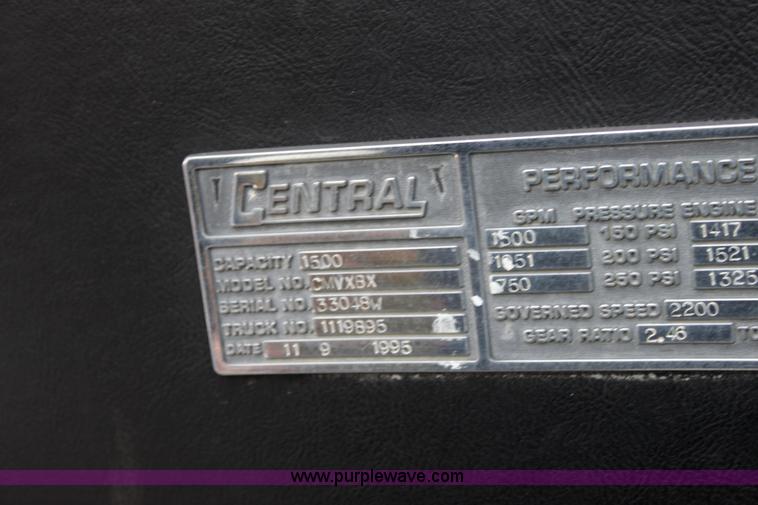 CENTRAL
CAPACITY 1500
MODEL NO. CMVXBX
SERIAL NO. 33048W
TRUCK NO. 1119895
DATE 11 9 1995
PERFORMANCE
GPM PRESSURE ENGINE
1500 150 PSI 1417
1051 200 PSI 1521
750 250 PSI 1325
GOVERNED SPEED 2200
GEAR RATIO 2.46 TO
www.purplewave.com